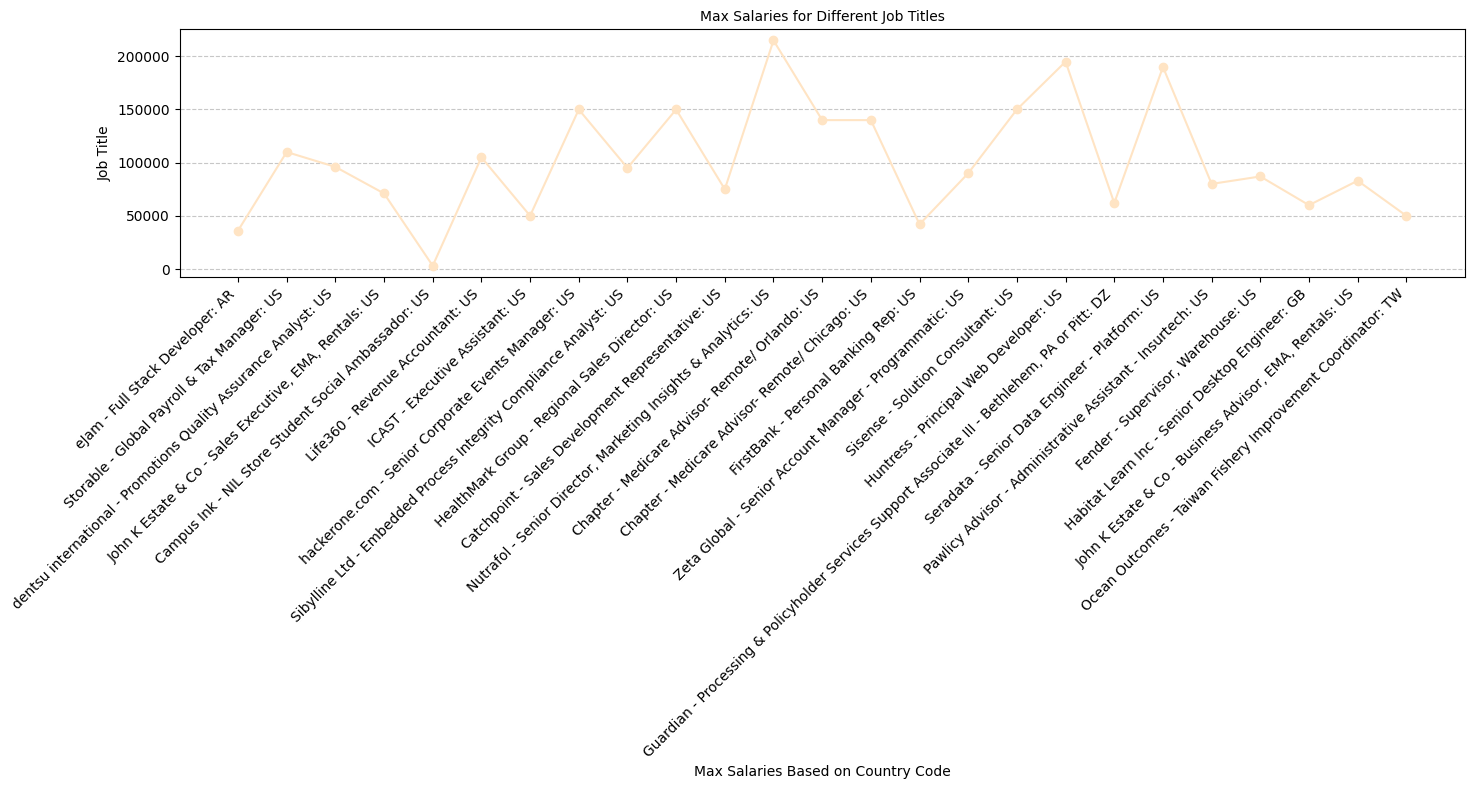 Max Salaries for Different Job Titles
Job Title
200000
150000
100000
50000
0
eJam - Full Stack Developer: AR
Storable - Global Payroll & Tax Manager: US
dentsu international - Promotions Quality Assurance Analyst: US
John K Estate & Co - Sales Executive, EMA, Rentals: US
Campus Ink - NIL Store Student Social Ambassador: US
Life360 - Revenue Accountant: US
ICAST - Executive Assistant: US
hackerone.com - Senior Corporate Events Manager: US
Sibylline Ltd - Embedded Process Integrity Compliance Analyst: US
HealthMark Group - Regional Sales Director: US
Catchpoint - Sales Development Representative: US
Nutrafol - Senior Director, Marketing Insights & Analytics: US
Chapter - Medicare Advisor- Remote/ Orlando: US
Chapter - Medicare Advisor- Remote/ Chicago: US
FirstBank - Personal Banking Rep: US
Zeta Global - Senior Account Manager - Programmatic: US
Sisense - Solution Consultant: US
Huntress - Principal Web Developer: US
Guardian - Processing & Policyholder Services Support Associate III - Bethlehem, PA or Pitt: DZ
Seradata - Senior Data Engineer - Platform: US
Pawlicy Advisor - Administrative Assistant - Insurtech: US
Fender - Supervisor, Warehouse: US
Habitat Learn Inc - Senior Desktop Engineer: GB
John K Estate & Co - Business Advisor, EMA, Rentals: US
Ocean Outcomes - Taiwan Fishery Improvement Coordinator: TW
Max Salaries Based on Country Code